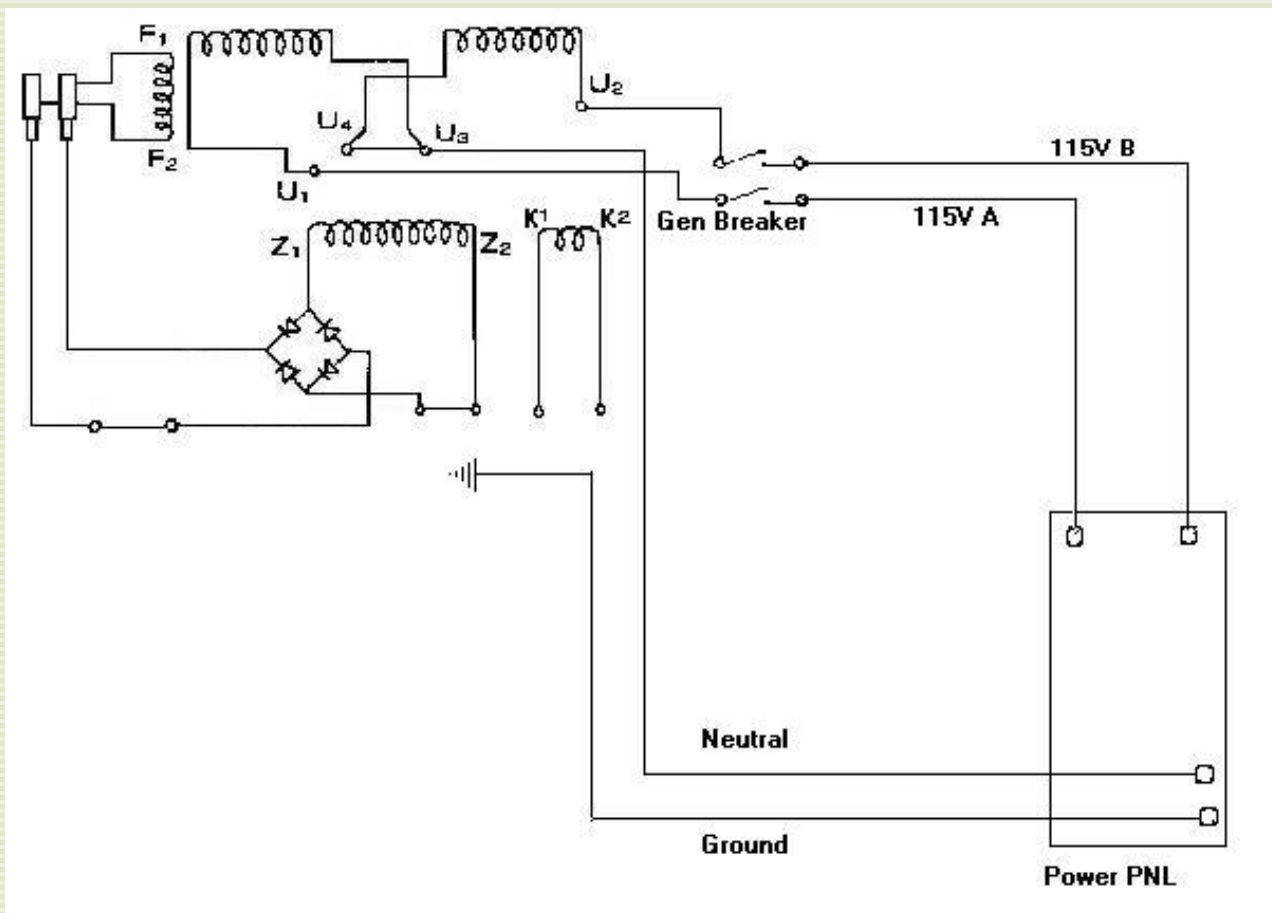 F1
F2
U1
U4
U3
U2
Z1
Z2
K1
K2
Gen Breaker
115V B
115V A
Neutral
Ground
Power PNL